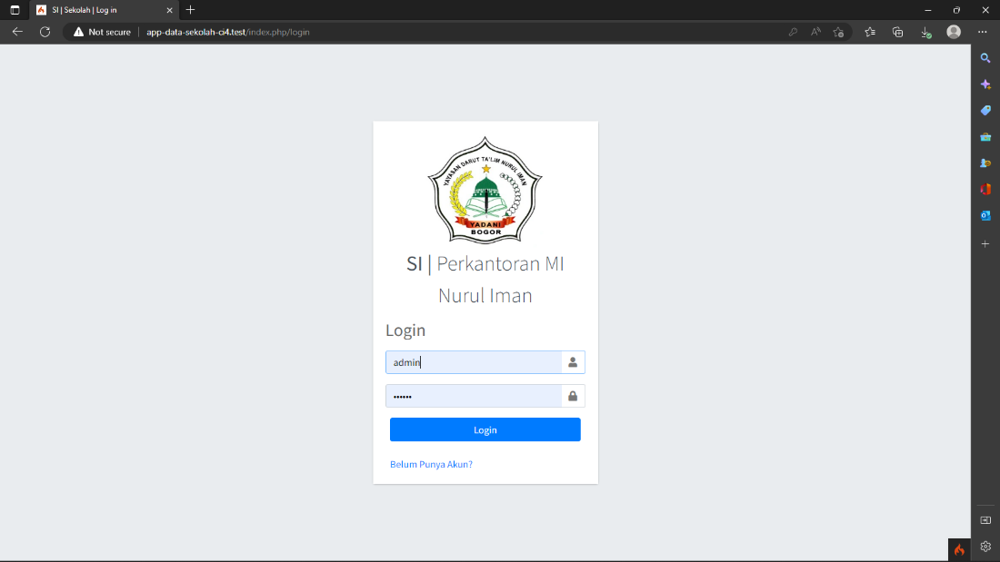 SI | Sekolah | Log in
Not secure
app-data-sekolah-ci4.test/index.php/login
YAYASAN DARUT TA'LIM NURUL IMAN
YADANI
BOGOR
SI | Perkantoran MI
Nurul Iman
Login
admin
••••••
Login
Belum Punya Akun?